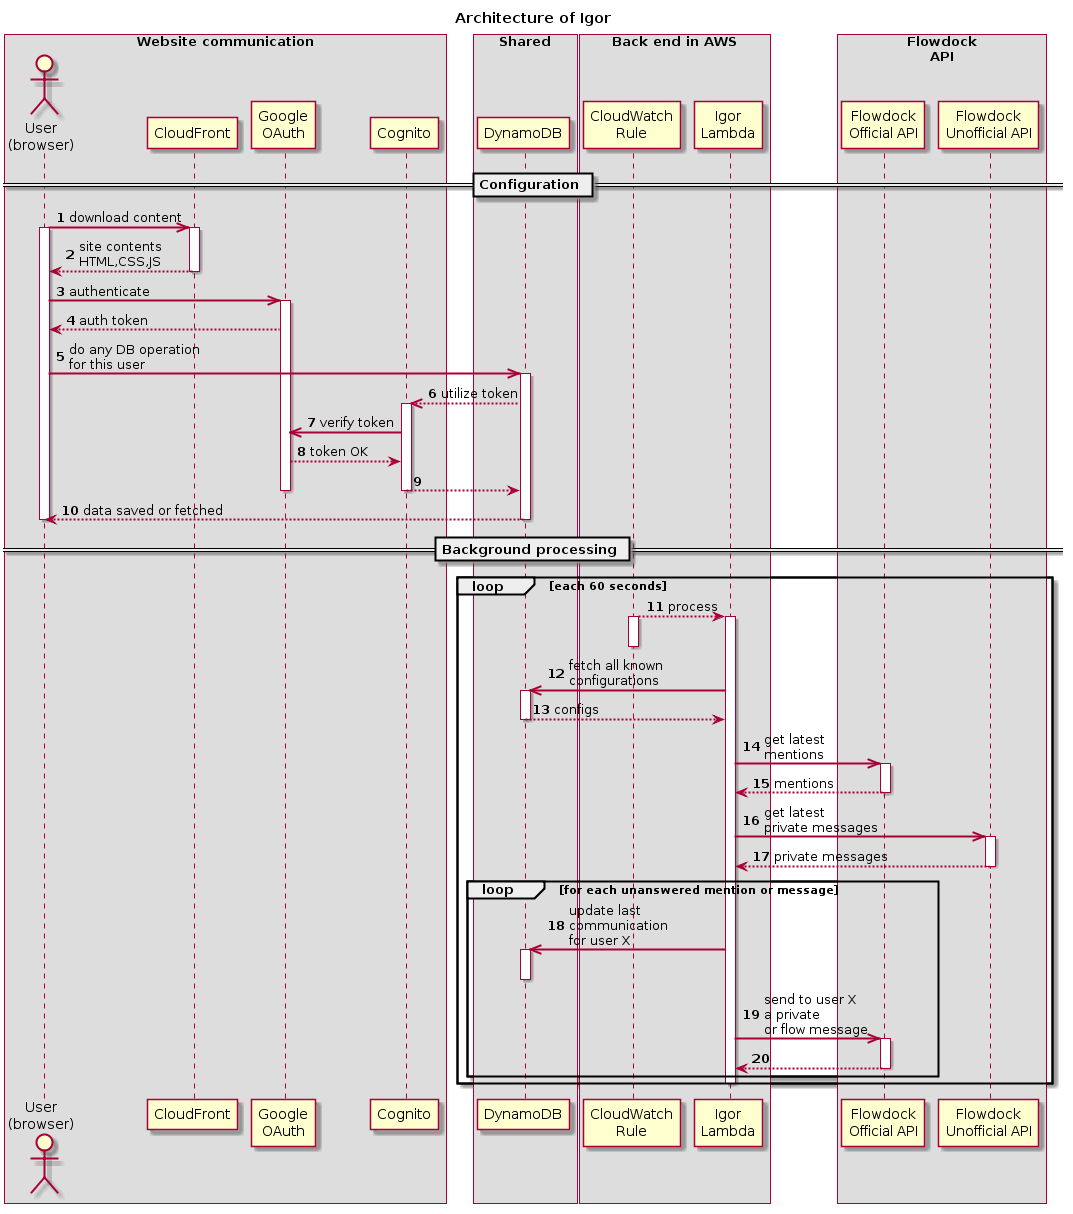 Architecture of Igor
Website communication
Shared
Back end in AWS
Flowdock
API
User
(browser)
CloudFront
Google
OAuth
Cognito
DynamoDB
CloudWatch
Rule
Igor
Lambda
Flowdock
Official API
Flowdock
Unofficial API
Configuration
1 download content
2 site contents
HTML,CSS,JS
3 authenticate
4 auth token
5 do any DB operation
for this user
6 utilize token
7 verify token
8 token OK
9
10 data saved or fetched
Background processing
loop [each 60 seconds]
11 process
12 fetch all known
configurations
13 configs
14 get latest
mentions
15 mentions
16 get latest
private messages
17 private messages
loop [for each unanswered mention or message]
18 update last
communication
for user X
19 send to user X
a private
or flow message
20
User
(browser)
CloudFront
Google
OAuth
Cognito
DynamoDB
CloudWatch
Rule
Igor
Lambda
Flowdock
Official API
Flowdock
Unofficial API